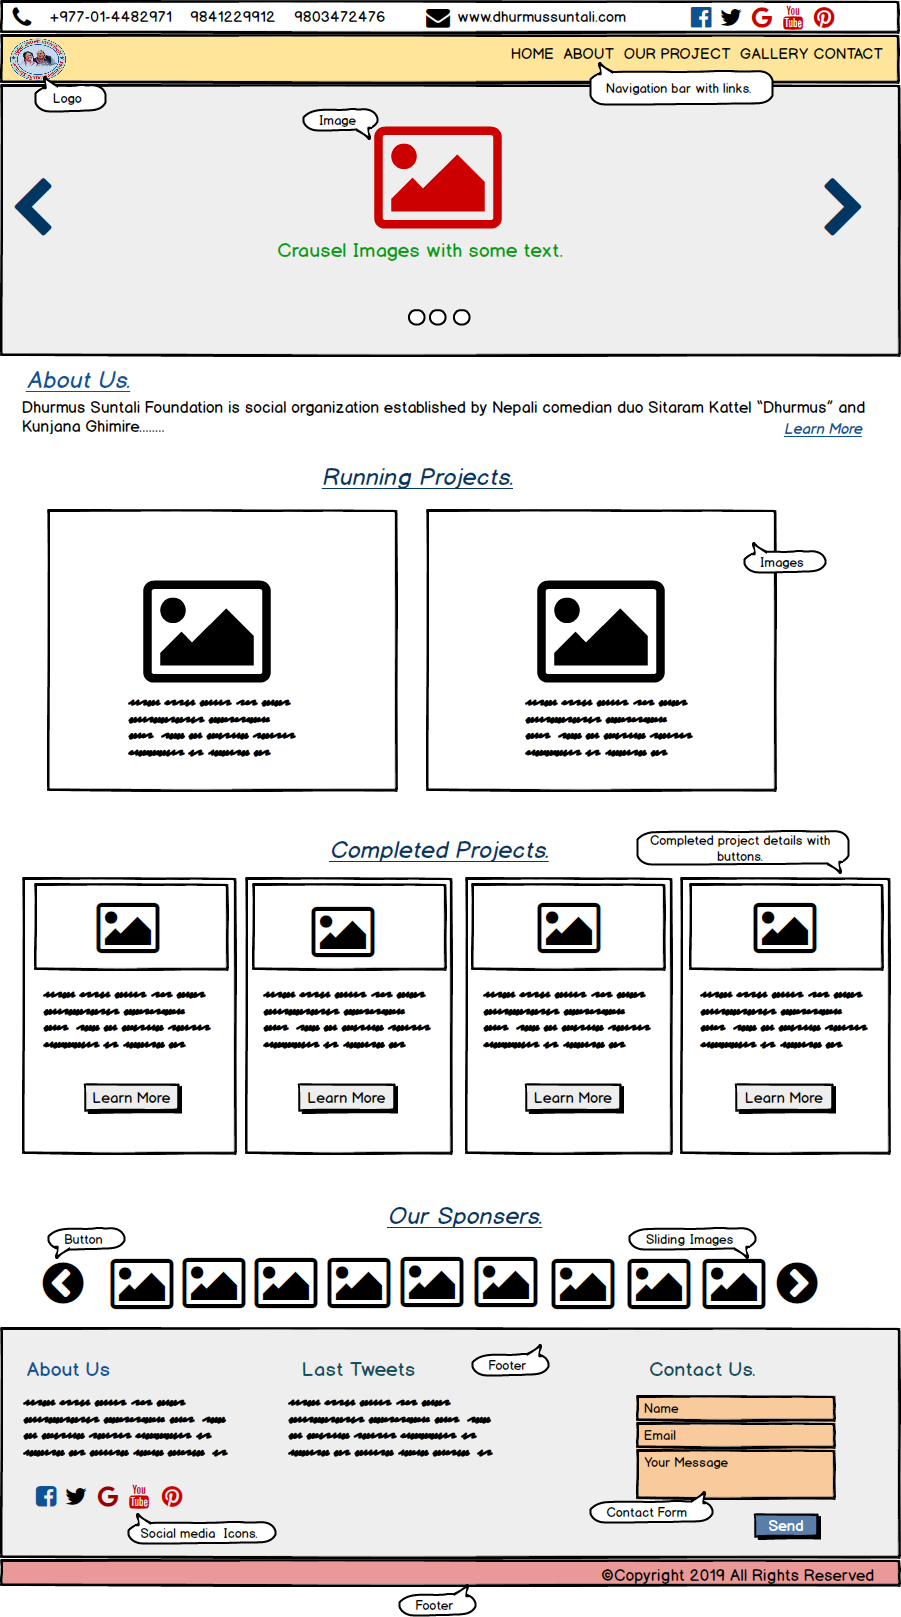 +977-01-4482971 9841229912 9803472476 www.dhurmussuntali.com
HOME ABOUT OUR PROJECT GALLERY CONTACT
Logo
Navigation bar with links.
Image
Crausel Images with some text.
About Us.
Dhurmus Suntali Foundation is social organization established by Nepali comedian duo Sitaram Kattel “Dhurmus” and
Kunjana Ghimire........
Learn More
Running Projects.
Images
Completed Projects.
Completed project details with
buttons.
Learn More Learn More Learn More Learn More
Our Sponsers.
Button
Sliding Images
About Us
Last Tweets
Footer
Contact Us.
Name
Email
Your Message
You Tube
Social media Icons.
Contact Form
Send
©Copyright 2019 All Rights Reserved
Footer